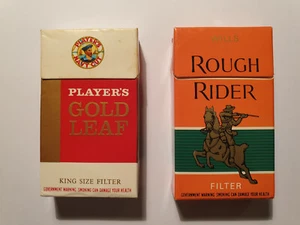 PLAYER'S
NAVY CUT
PLAYER'S
GOLD
LEAF
KING SIZE FILTER
GOVERNMENT WARNING: SMOKING CAN DAMAGE YOUR HEALTH
ROUGH
RIDER
FILTER
GOVERNMENT WARNING: SMOKING CAN DAMAGE YOUR HEALTH